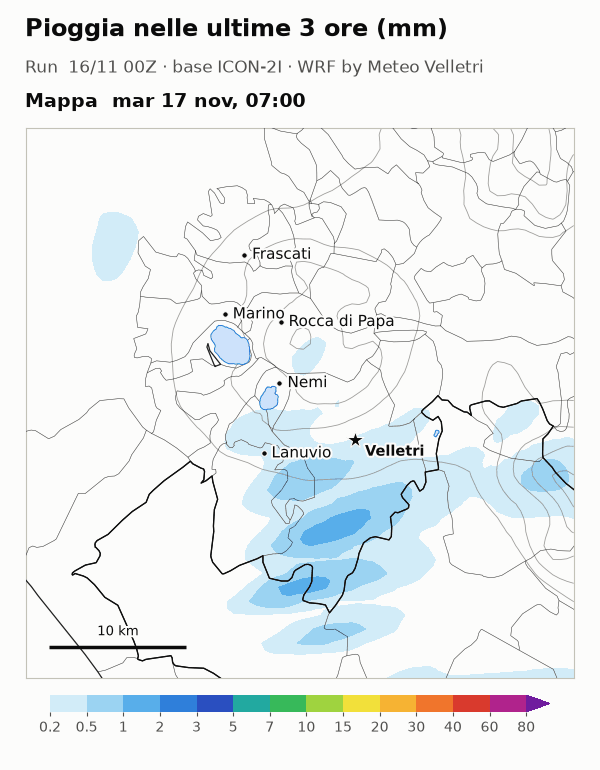 Pioggia nelle ultime 3 ore (mm)
Run  16/11 00Z · base ICON-2I · WRF by Meteo Velletri
Mappa  mar 17 nov, 07:00
Frascati
Marino
Rocca di Papa
Nemi
Velletri
Lanuvio
10 km
0.2 0.5 1 2 3 5 7 10 15 20 30 40 60 80